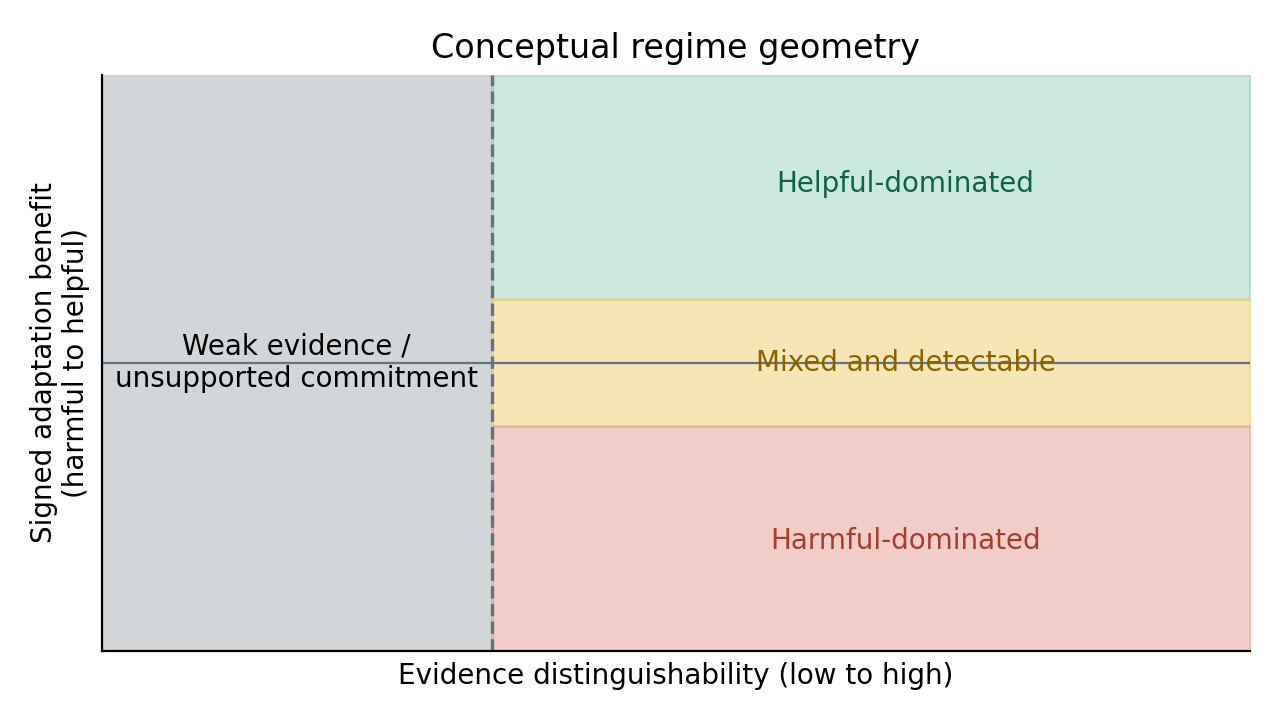 Conceptual regime geometry
Signed adaptation benefit
(harmful to helpful)
Helpful-dominated
Weak evidence /
unsupported commitment
Mixed and detectable
Harmful-dominated
Evidence distinguishability (low to high)